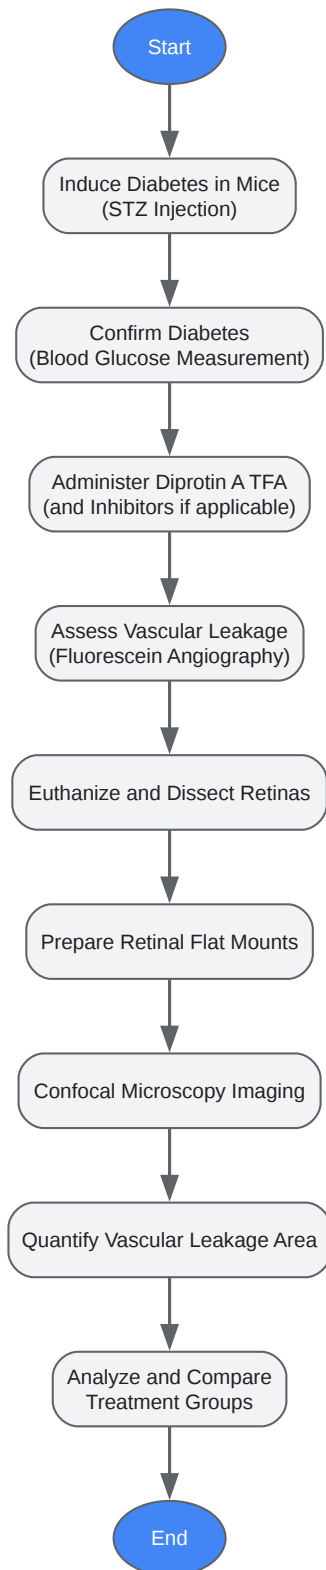 Start
Induce Diabetes in Mice
(STZ Injection)
Confirm Diabetes
(Blood Glucose Measurement)
Administer Diprotin A TFA
(and Inhibitors if applicable)
Assess Vascular Leakage
(Fluorescein Angiography)
Euthanize and Dissect Retinas
Prepare Retinal Flat Mounts
Confocal Microscopy Imaging
Quantify Vascular Leakage Area
Analyze and Compare
Treatment Groups
End